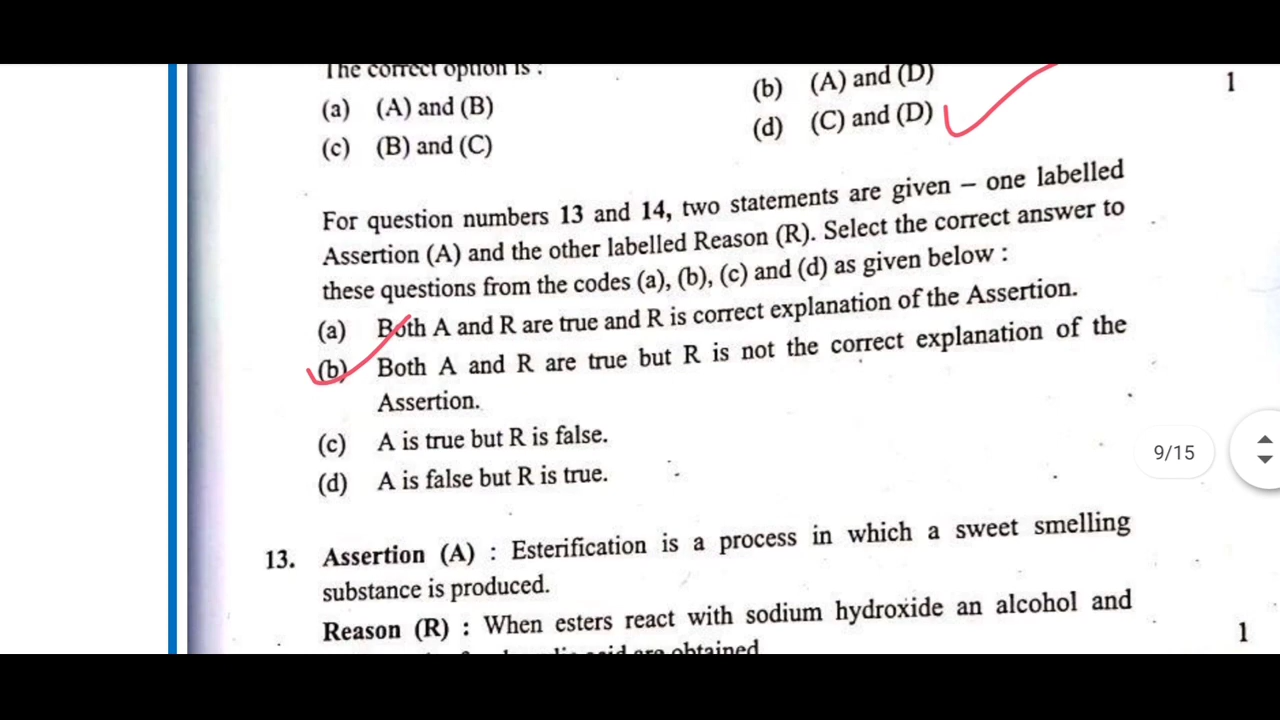 The correct option is :
(a) (A) and (B)
(b) (A) and (D)
1
(c) (B) and (C)
(d) (C) and (D)
For question numbers 13 and 14, two statements are given – one labelled
Assertion (A) and the other labelled Reason (R). Select the correct answer to
these questions from the codes (a), (b), (c) and (d) as given below :
(a) Both A and R are true and R is correct explanation of the Assertion.
(b) Both A and R are true but R is not the correct explanation of the
Assertion.
(c) A is true but R is false.
9/15
(d) A is false but R is true.
13. Assertion (A) : Esterification is a process in which a sweet smelling
substance is produced.
Reason (R) : When esters react with sodium hydroxide an alcohol and
1
acid are obtained